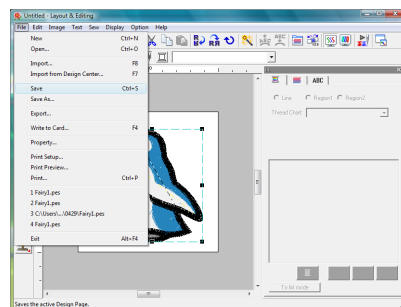 Untitled - Layout & Editing
File Edit Image Text Sew Display Option Help
New Ctrl+N
Open... Ctrl+O
Import... F8
Import from Design Center... F7
Save Ctrl+S
Save As...
Export...
Write to Card... F4
Property...
Print Setup...
Print Preview...
Print... Ctrl+P
1 Fairy1.pes
2 Fairy1.pes
3 C:\Users\...\0429\Fairy1.pes
4 Fairy1.pes
Exit Alt+F4
ABC
Line Region1 Region2
Thread Chart
To All mode
Saves the active Design Page.